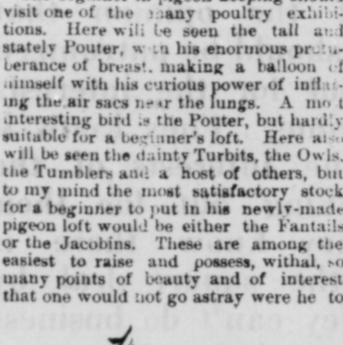 visit one of the many poultry exhibi-
tions. Here will be seen the tall and
stately Pouter, with his enormous protu-
berance of breast, making a balloon of
himself with his curious power of inflat-
ing the air sacs near the lungs. A most
interesting bird is the Pouter, but hardly
suitable for a beginner's loft. Here also
will be seen the dainty Turbits, the Owls,
the Tumblers and a host of others, but
to my mind the most satisfactory stock
for a beginner to put in his newly-made
pigeon loft would be either the Fantails
or the Jacobins. These are among the
easiest to raise and possess, withal, so
many points of beauty and of interest
that one would not go astray were he to